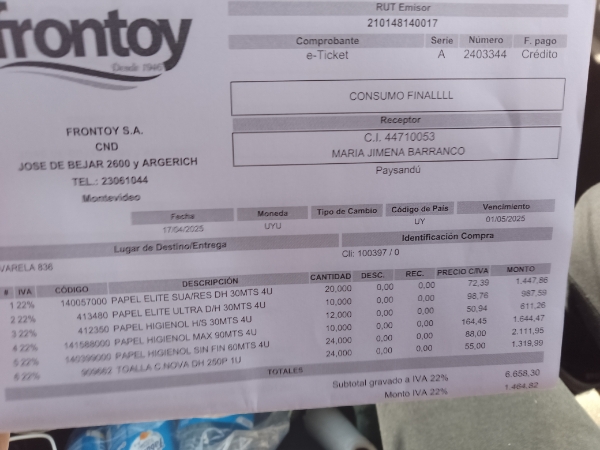 RUT Emisor
210148140017
frontoy
Desde 1946
Comprobante Serie Número F. pago
e-Ticket A 2403344 Crédito
CONSUMO FINALLLL
Receptor
C.I. 44710053
MARIA JIMENA BARRANCO
Paysandú
FRONTOY S.A.
CND
JOSE DE BEJAR 2600 y ARGERICH
TEL.: 23061044
Montevideo
Fecha Moneda Tipo de Cambio Código de País Vencimiento
17/04/2025 UYU UY 01/05/2025
Lugar de Destino/Entrega Identificación Compra
VARELA 836 Cli: 100397 / 0
# IVA CÓDIGO DESCRIPCIÓN CANTIDAD DESC. REC. PRECIO C/IVA MONTO
1 22% 140057000 PAPEL ELITE SUA/RES DH 30MTS 4U 20,000 0,00 0,00 72,39 1.447,86
2 22% 413480 PAPEL ELITE ULTRA D/H 30MTS 4U 10,000 0,00 0,00 98,76 987,59
3 22% 412350 PAPEL HIGIENOL H/S 30MTS 4U 12,000 0,00 0,00 50,94 611,26
4 22% 141588000 PAPEL HIGIENOL MAX 90MTS 4U 10,000 0,00 0,00 164,45 1.644,47
5 22% 140399000 PAPEL HIGIENOL SIN FIN 60MTS 4U 24,000 0,00 0,00 88,00 2.111,95
6 22% 969662 TOALLA C.NOVA DH 250P 1U 24,000 0,00 0,00 55,00 1.319,99
TOTALES
Subtotal gravado a IVA 22% 6.658,30
Monto IVA 22% 1.464,82